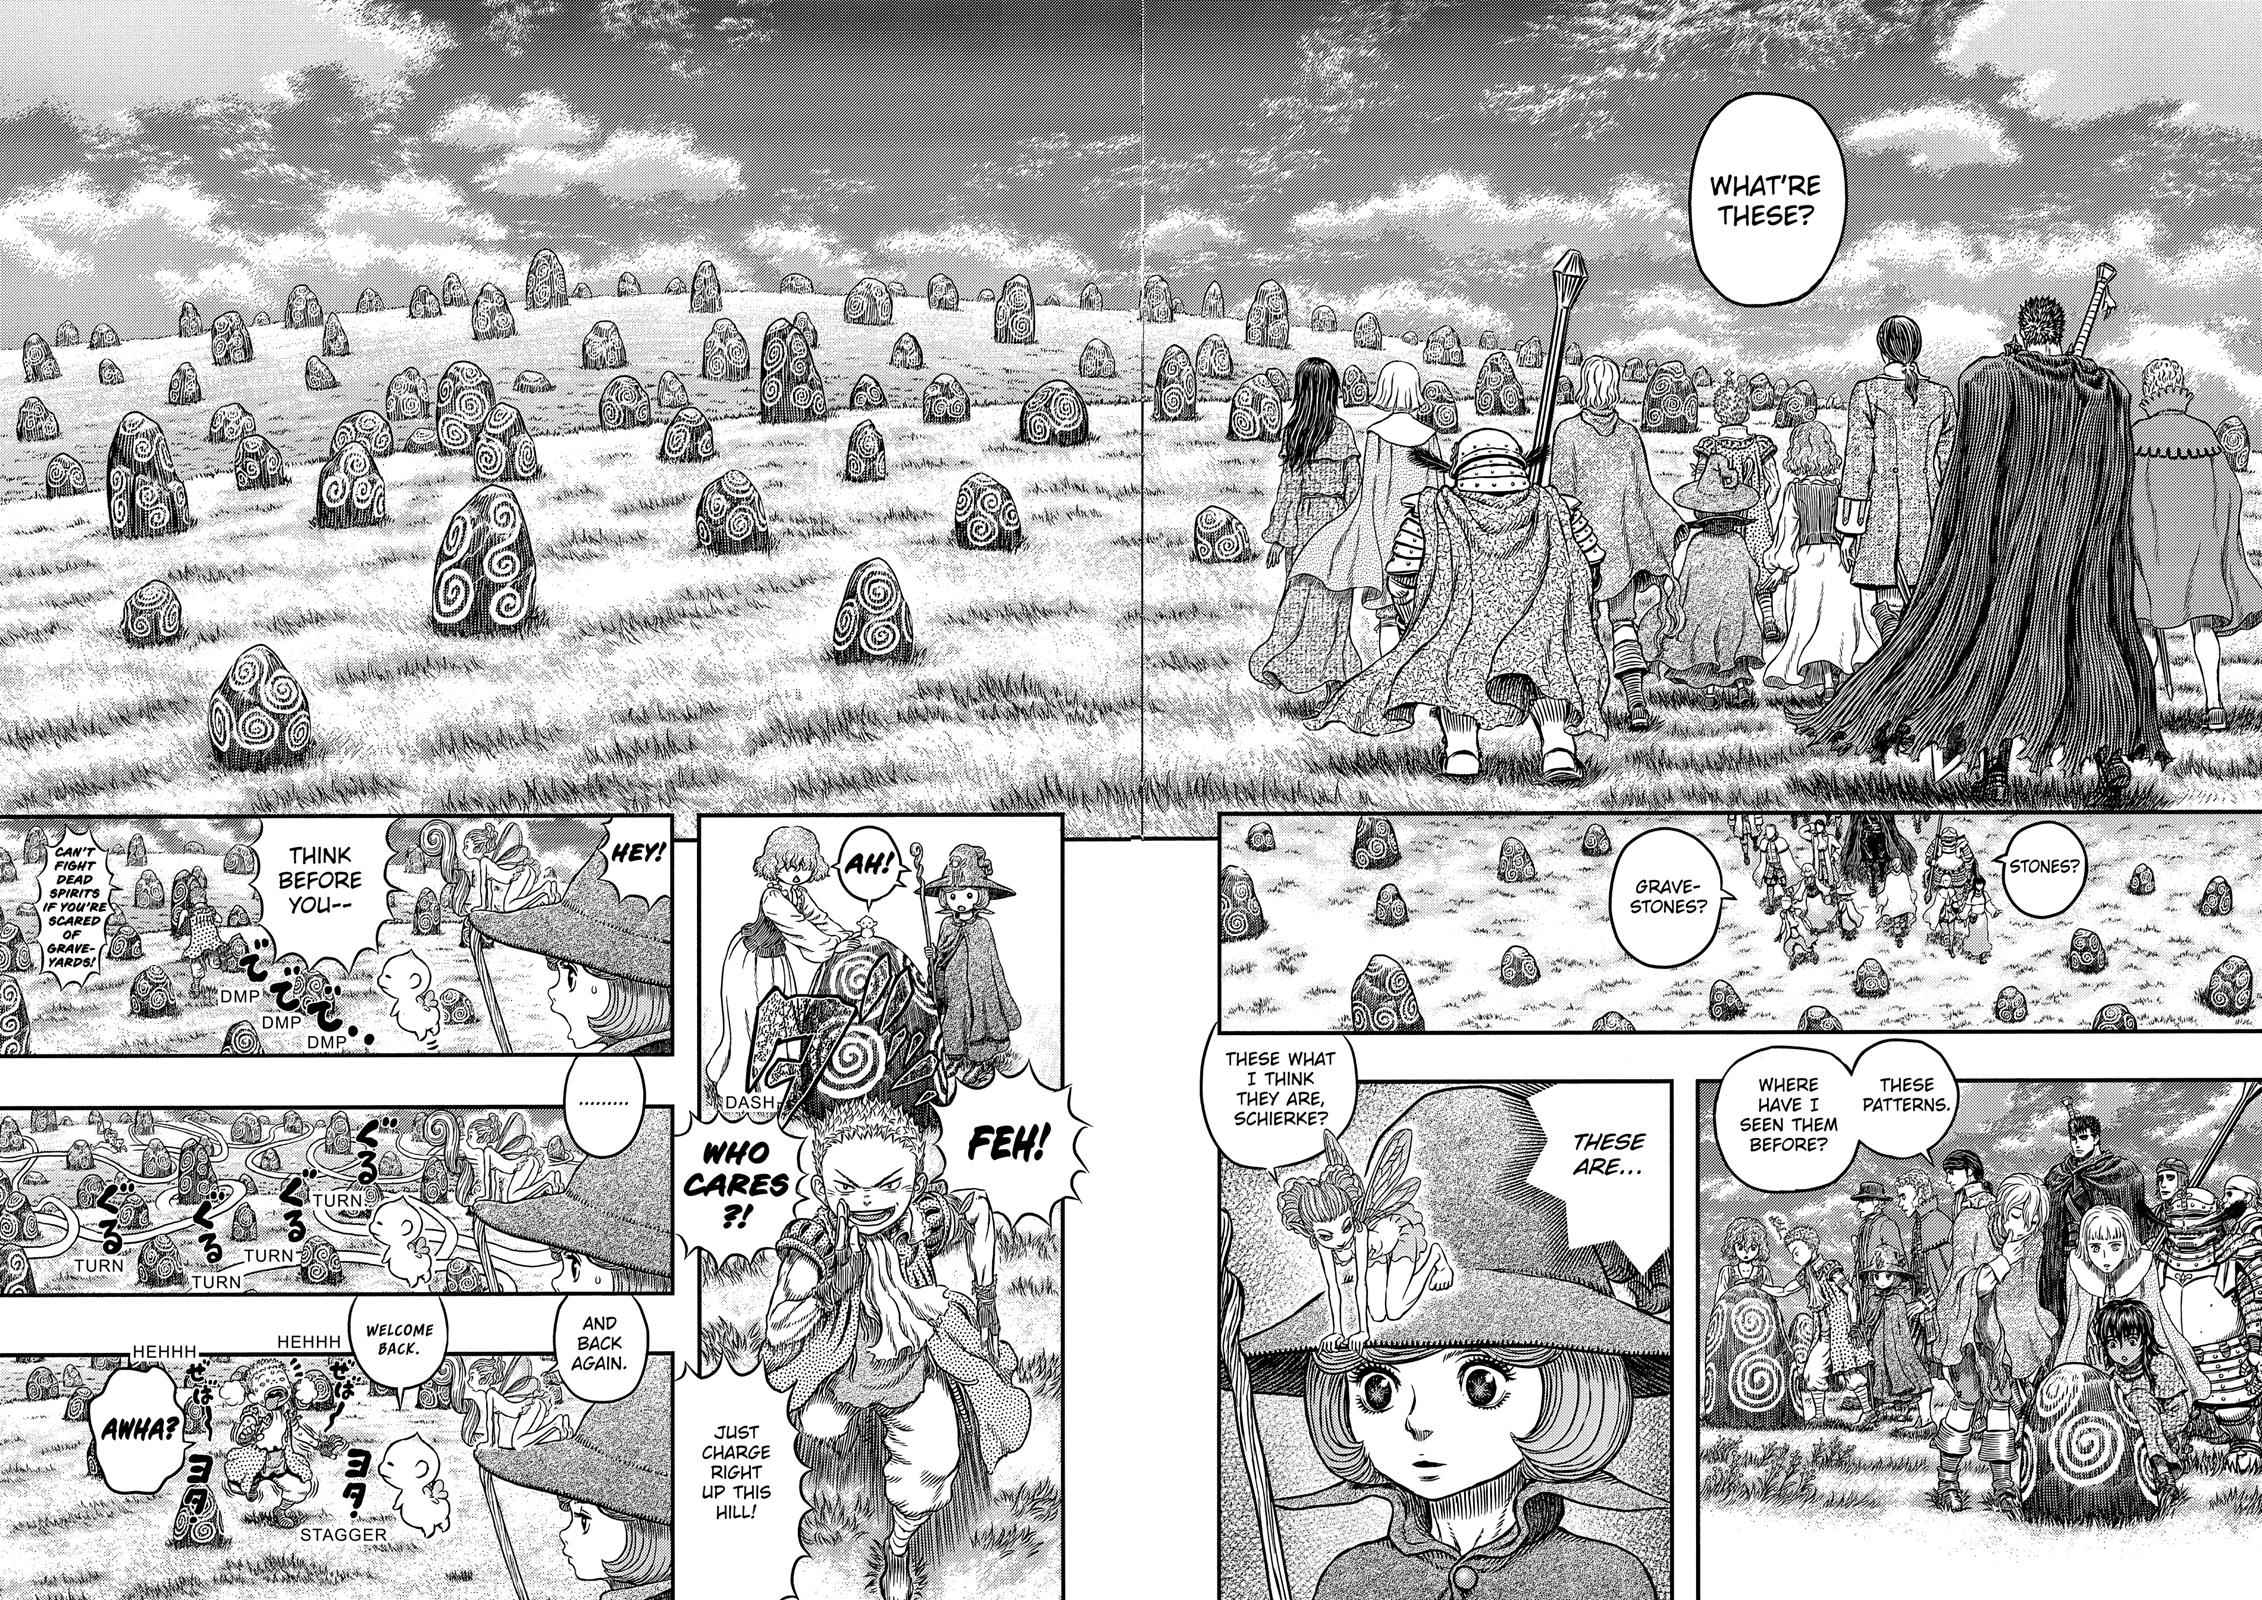 WHAT'RE
THESE?
STONES?
GRAVE-
STONES?
THESE
PATTERNS.
WHERE
HAVE I
SEEN THEM
BEFORE?
THESE
ARE...
THESE WHAT
I THINK
THEY ARE,
SCHIERKE?
AH!
ダッ
DASH
FEH!
WHO
CARES
?!
JUST
CHARGE
RIGHT
UP THIS
HILL!
HEY!
THINK
BEFORE
YOU--
CAN'T
FIGHT
DEAD
SPIRITS
IF YOU'RE
SCARED
OF
GRAVE-
YARDS!
で
で
で
DMP
DMP
DMP
.........
ぐる
ぐる
ぐる
ぐる
TURN
TURN
TURN
TURN
AND
BACK
AGAIN.
WELCOME
BACK.
ぜはー
HEHHH
ぜはー
HEHHH
ヨタ
ヨタ
STAGGER
AWHA?